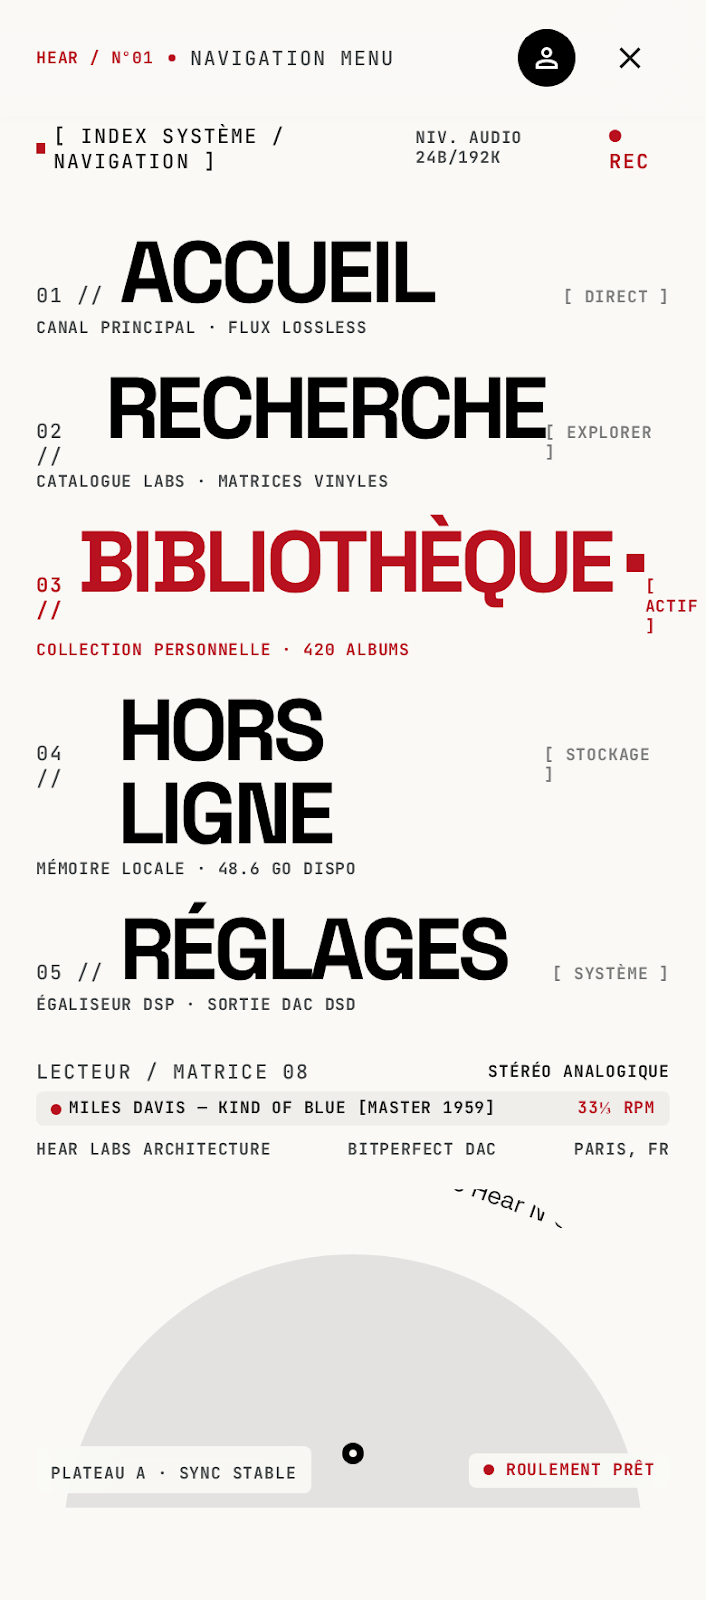 HEAR / N°01 • NAVIGATION MENU
[ INDEX SYSTÈME / NAVIGATION ]
NIV. AUDIO 24B/192K
REC
01 // ACCUEIL [ DIRECT ]
CANAL PRINCIPAL · FLUX LOSSLESS
02 // RECHERCHE [ EXPLORER ]
CATALOGUE LABS · MATRICES VINYLES
03 // BIBLIOTHÈQUE [ ACTIF ]
COLLECTION PERSONNELLE · 420 ALBUMS
04 // HORS LIGNE [ STOCKAGE ]
MÉMOIRE LOCALE · 48.6 GO DISPO
05 // RÉGLAGES [ SYSTÈME ]
ÉGALISEUR DSP · SORTIE DAC DSD
LECTEUR / MATRICE 08 STÉRÉO ANALOGIQUE
MILES DAVIS — KIND OF BLUE [MASTER 1959] 33⅓ RPM
HEAR LABS ARCHITECTURE BITPERFECT DAC PARIS, FR
Hear
PLATEAU A · SYNC STABLE
ROULEMENT PRÊT